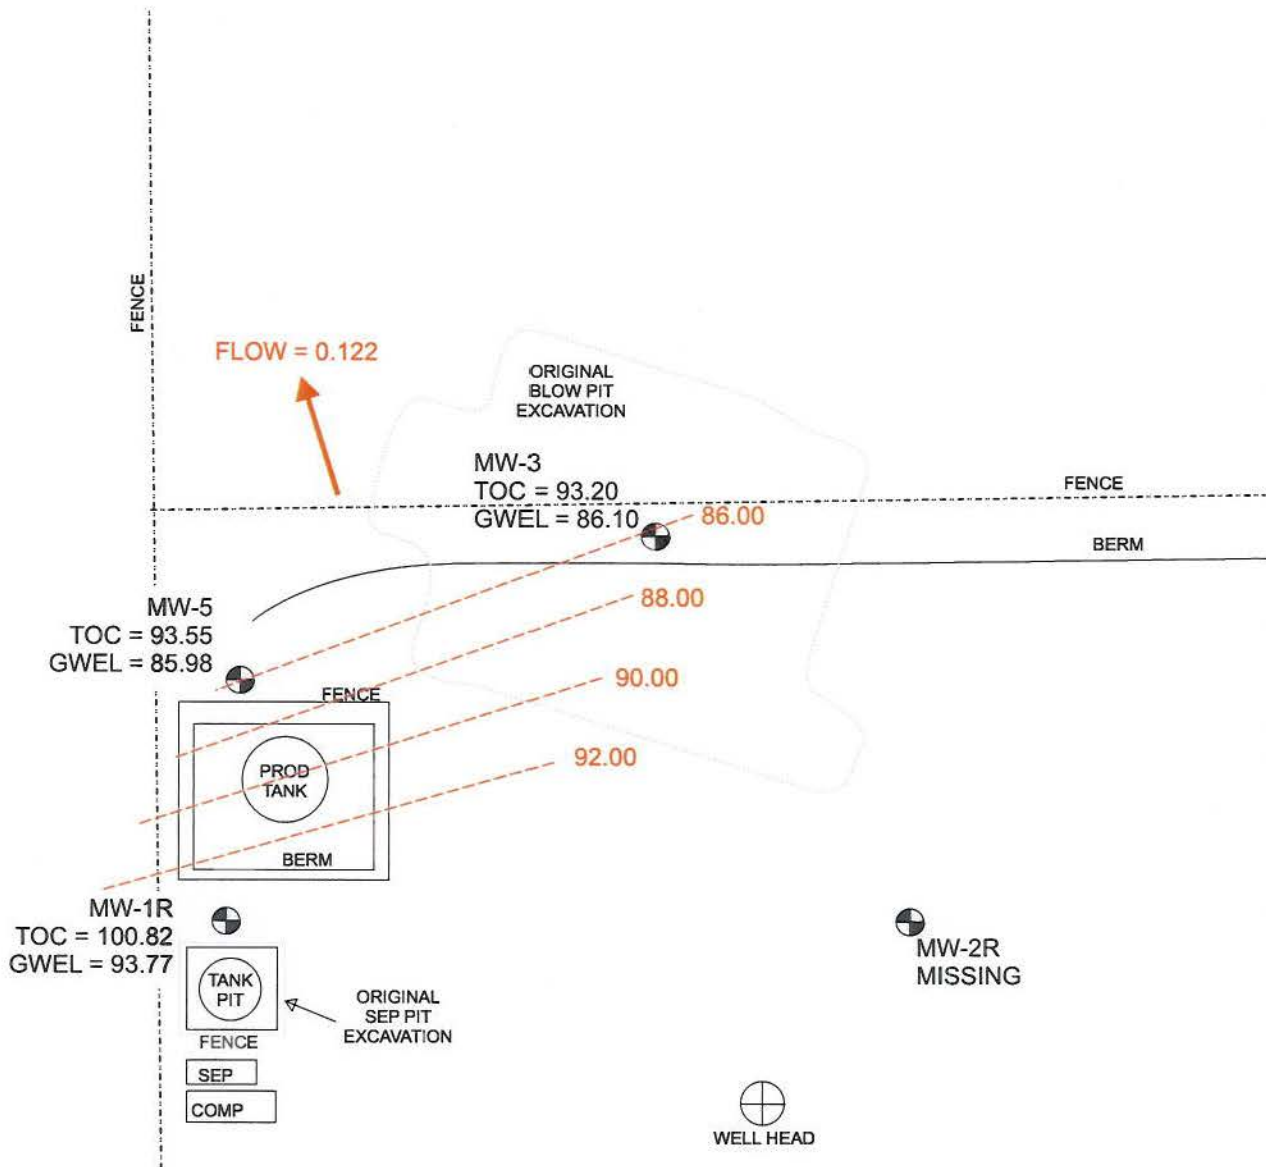 FENCE
FLOW = 0.122
ORIGINAL
BLOW PIT
EXCAVATION
MW-3
TOC = 93.20
GWEL = 86.10
86.00
FENCE
BERM
88.00
MW-5
TOC = 93.55
GWEL = 85.98
90.00
FENCE
PROD
TANK
92.00
BERM
MW-1R
TOC = 100.82
GWEL = 93.77
MW-2R
MISSING
TANK
PIT
ORIGINAL
SEP PIT
EXCAVATION
FENCE
SEP
COMP
WELL HEAD